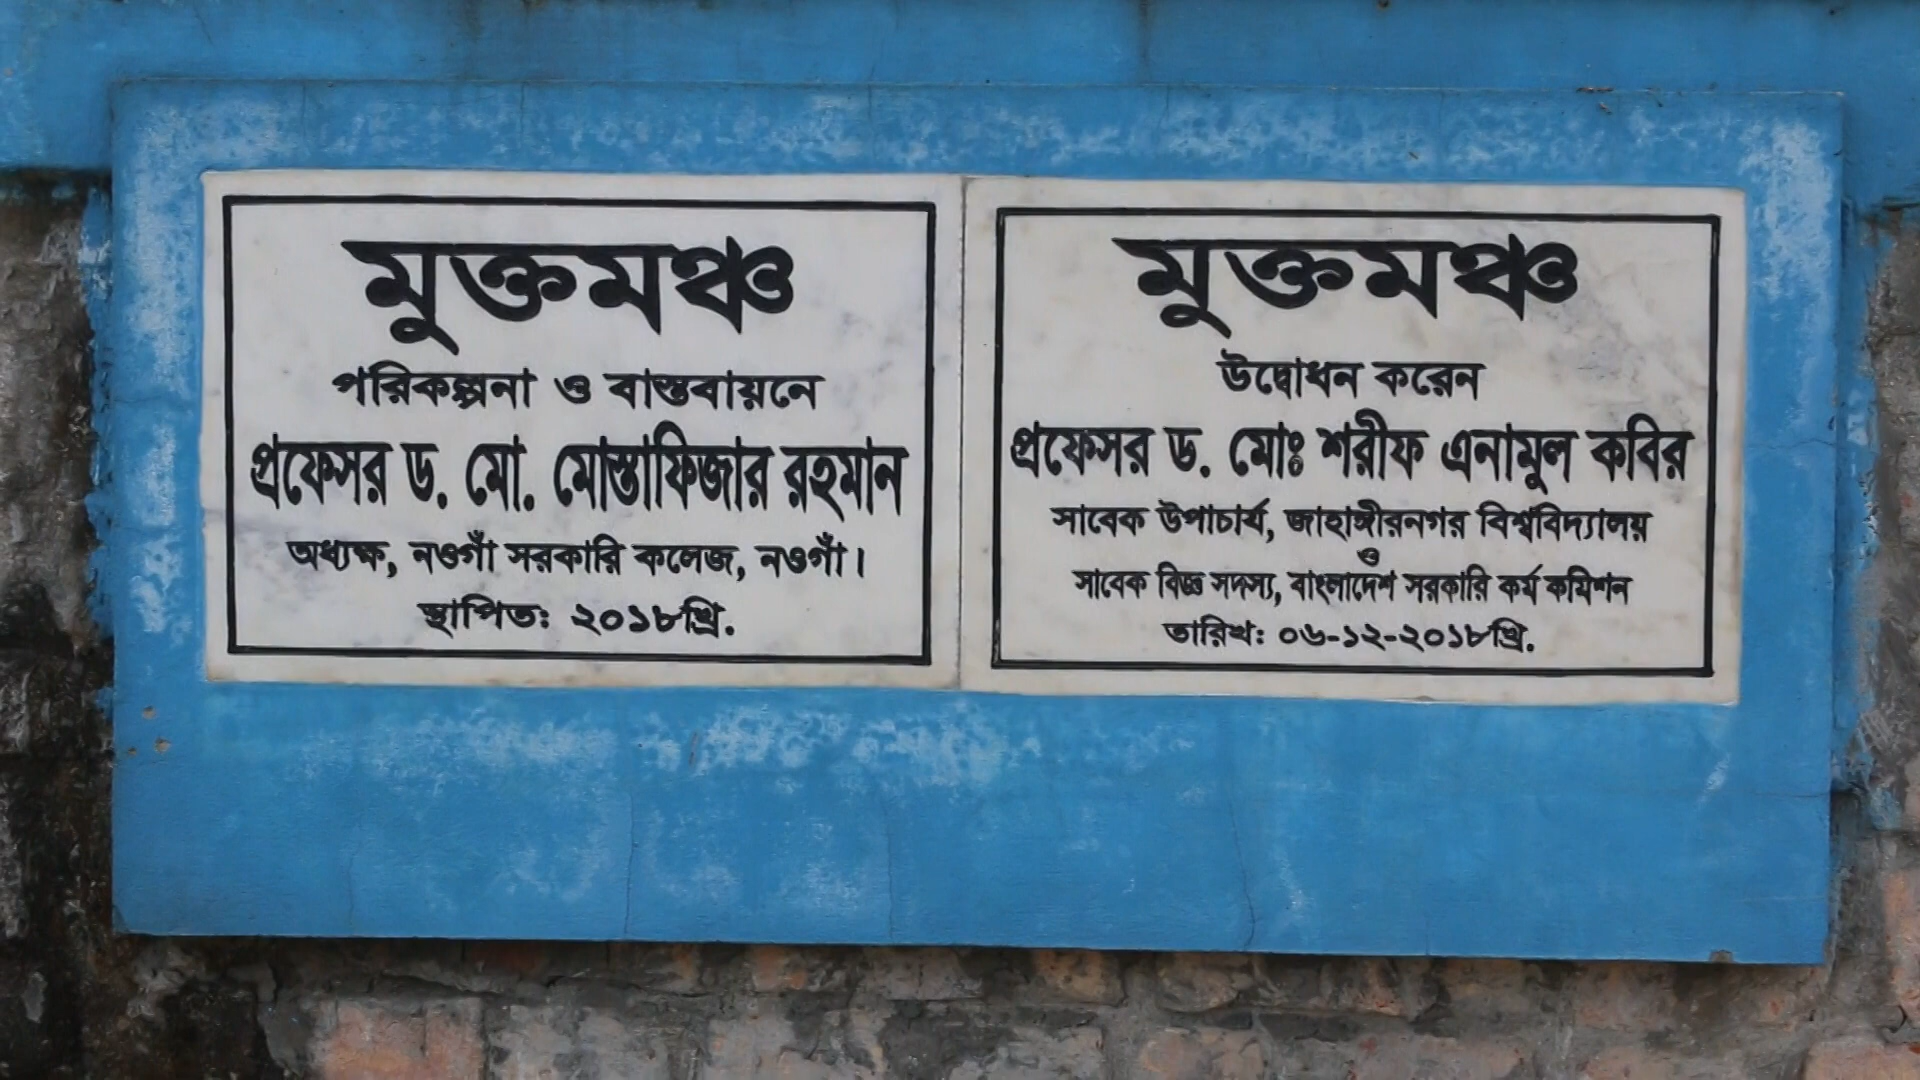 মুক্তমঞ্চ
পরিকল্পনা ও বাস্তবায়নে
প্রফেসর ড. মো. মোস্তাফিজার রহমান
অধ্যক্ষ, নওগাঁ সরকারি কলেজ, নওগাঁ।
স্থাপিত: ২০১৮খ্রি.
মুক্তমঞ্চ
উদ্বোধন করেন
প্রফেসর ড. মোঃ শরীফ এনামুল কবির
সাবেক উপাচার্য, জাহাঙ্গীরনগর বিশ্ববিদ্যালয়
ও
সাবেক বিজ্ঞ সদস্য, বাংলাদেশ সরকারি কর্ম কমিশন
তারিখ: ০৬-১২-২০১৮খ্রি.